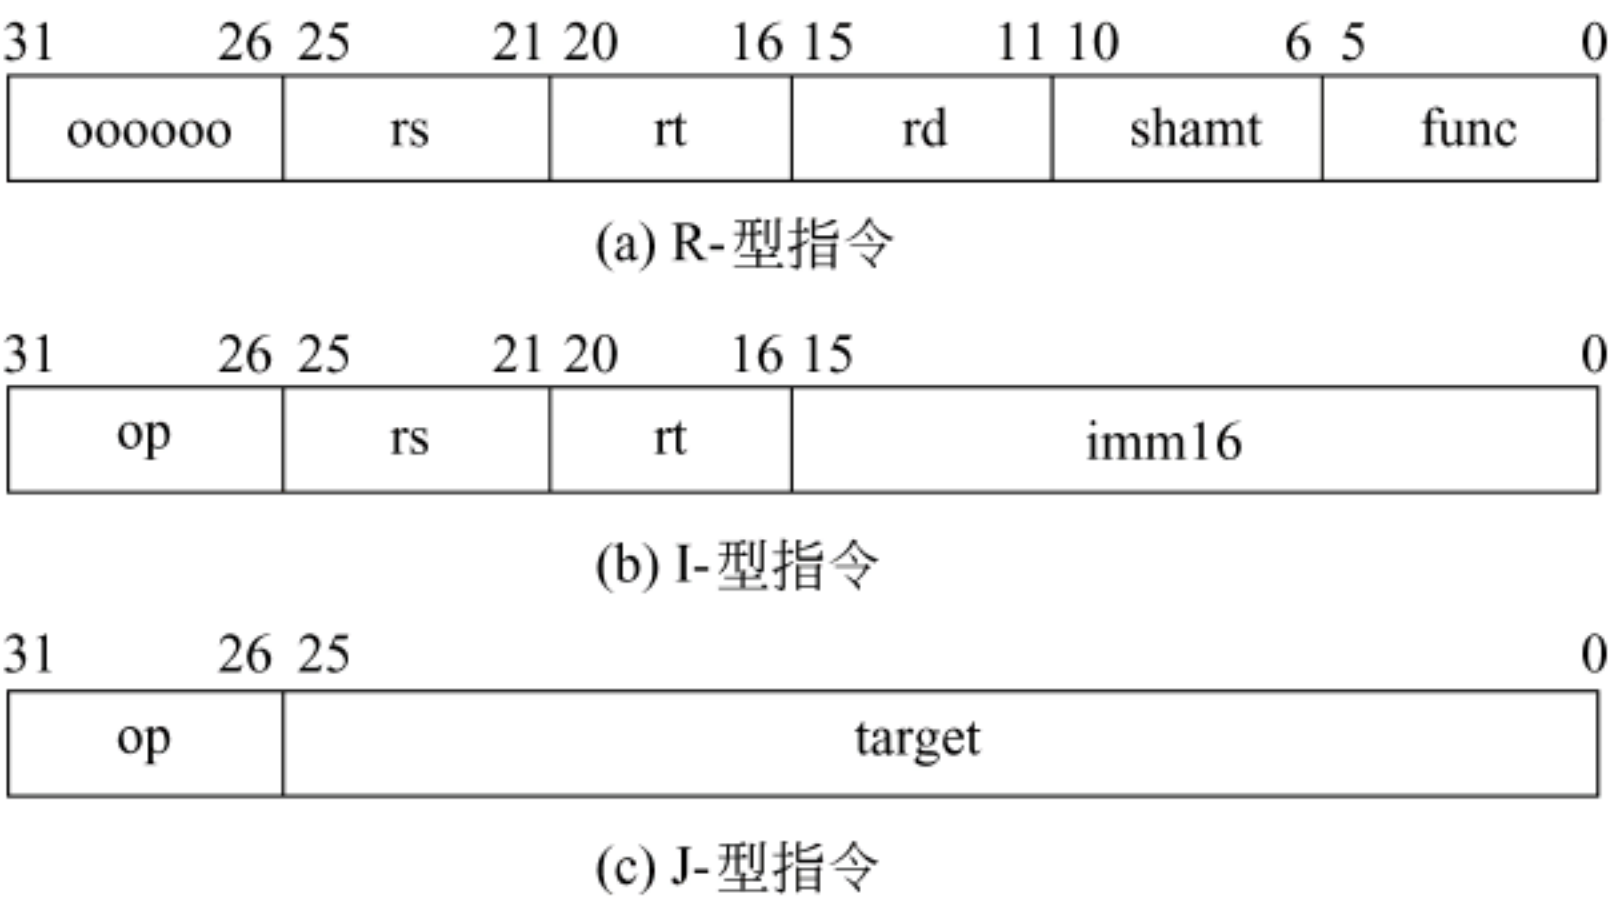 31 26 25 21 20 16 15 11 10 6 5 0
oooooo rs rt rd shamt func
(a) R-型指令
31 26 25 21 20 16 15 0
op rs rt imm16
(b) I-型指令
31 26 25 0
op target
(c) J-型指令